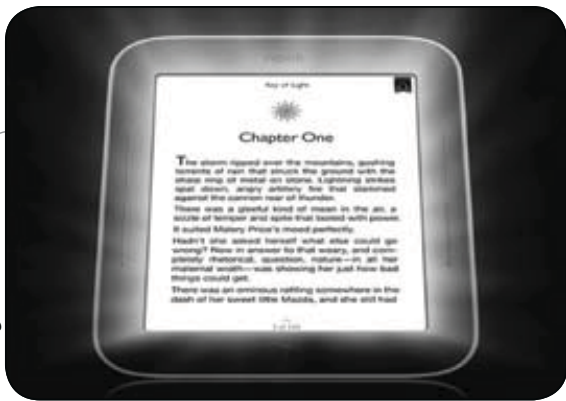 Key of Light
Chapter One
The storm ripped over the mountains, gushing
torrents of rain that struck the ground with the
sharp ring of metal on stone. Lightning strikes
spat down, angry artillery fire that slammed
against the cannon roar of thunder.
There was a gleeful kind of mean in the air, a
sizzle of temper and spite that boiled with power.
It suited Malory Price's mood perfectly.
Hadn't she asked herself what else could go
wrong? Now in answer to that weary, and com-
pletely rhetorical, question, nature—in all her
maternal wrath—was showing her just how bad
things could get.
There was an ominous rattling somewhere in the
dash of her sweet little Mazda, and she still had